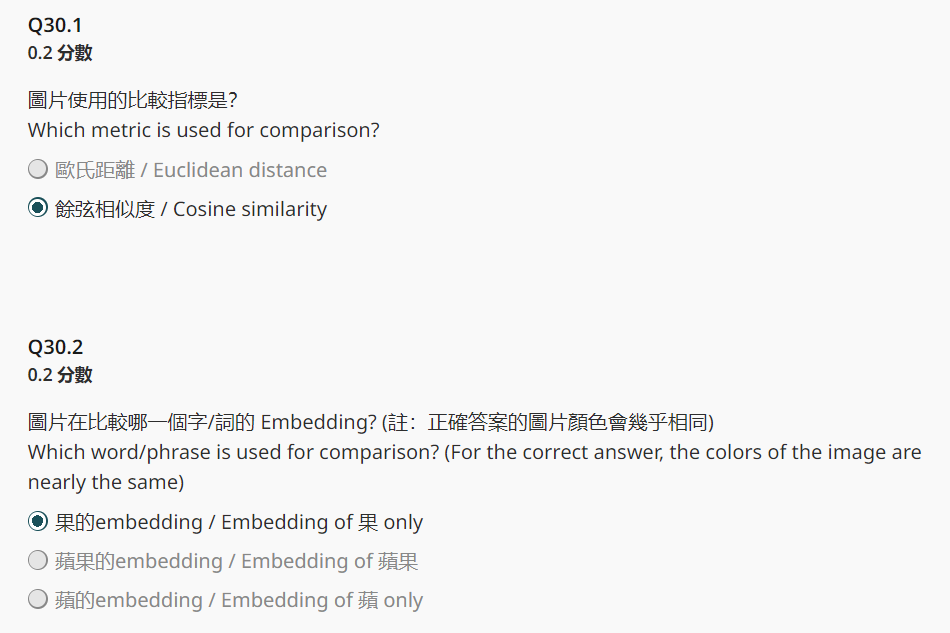 Q30.1
0.2 分數
圖片使用的比較指標是?
Which metric is used for comparison?
歐氏距離 / Euclidean distance
餘弦相似度 / Cosine similarity
Q30.2
0.2 分數
圖片在比較哪一個字/詞的 Embedding? (註：正確答案的圖片顏色會幾乎相同)
Which word/phrase is used for comparison? (For the correct answer, the colors of the image are
nearly the same)
果的embedding / Embedding of 果 only
蘋果的embedding / Embedding of 蘋果
蘋的embedding / Embedding of 蘋 only